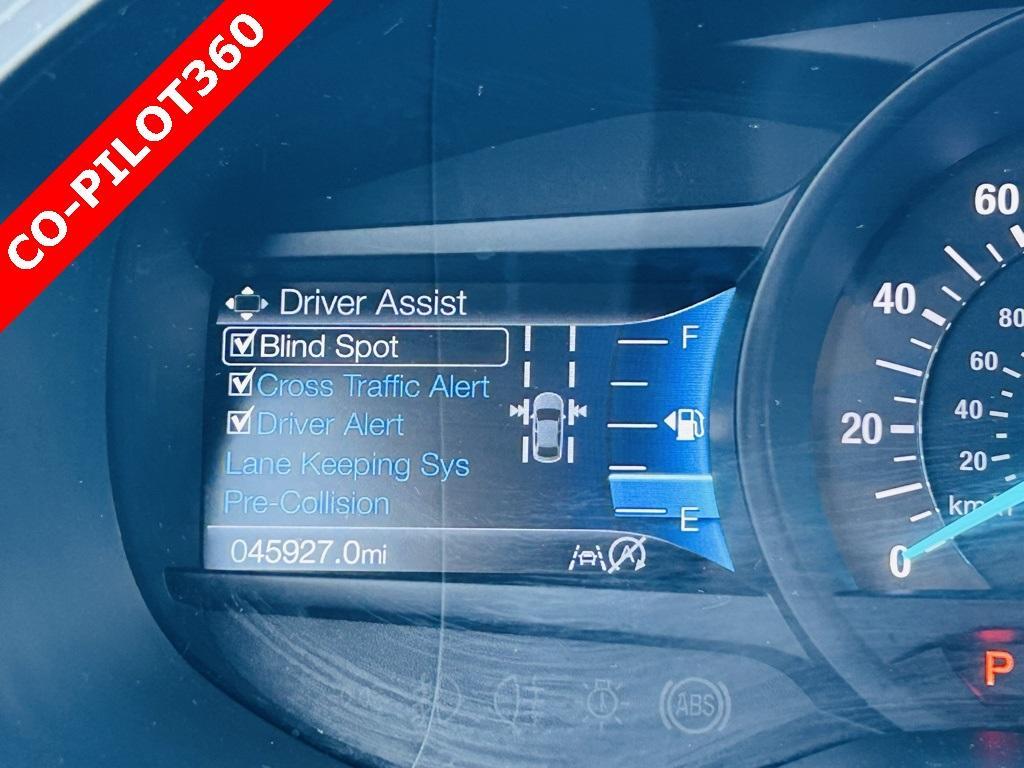 CO-PILOT360
Driver Assist
Blind Spot
Cross Traffic Alert
Driver Alert
Lane Keeping Sys
Pre-Collision
045927.0mi
F
E
A
60
40
20
0
80
60
40
20
km/h
P
ABS